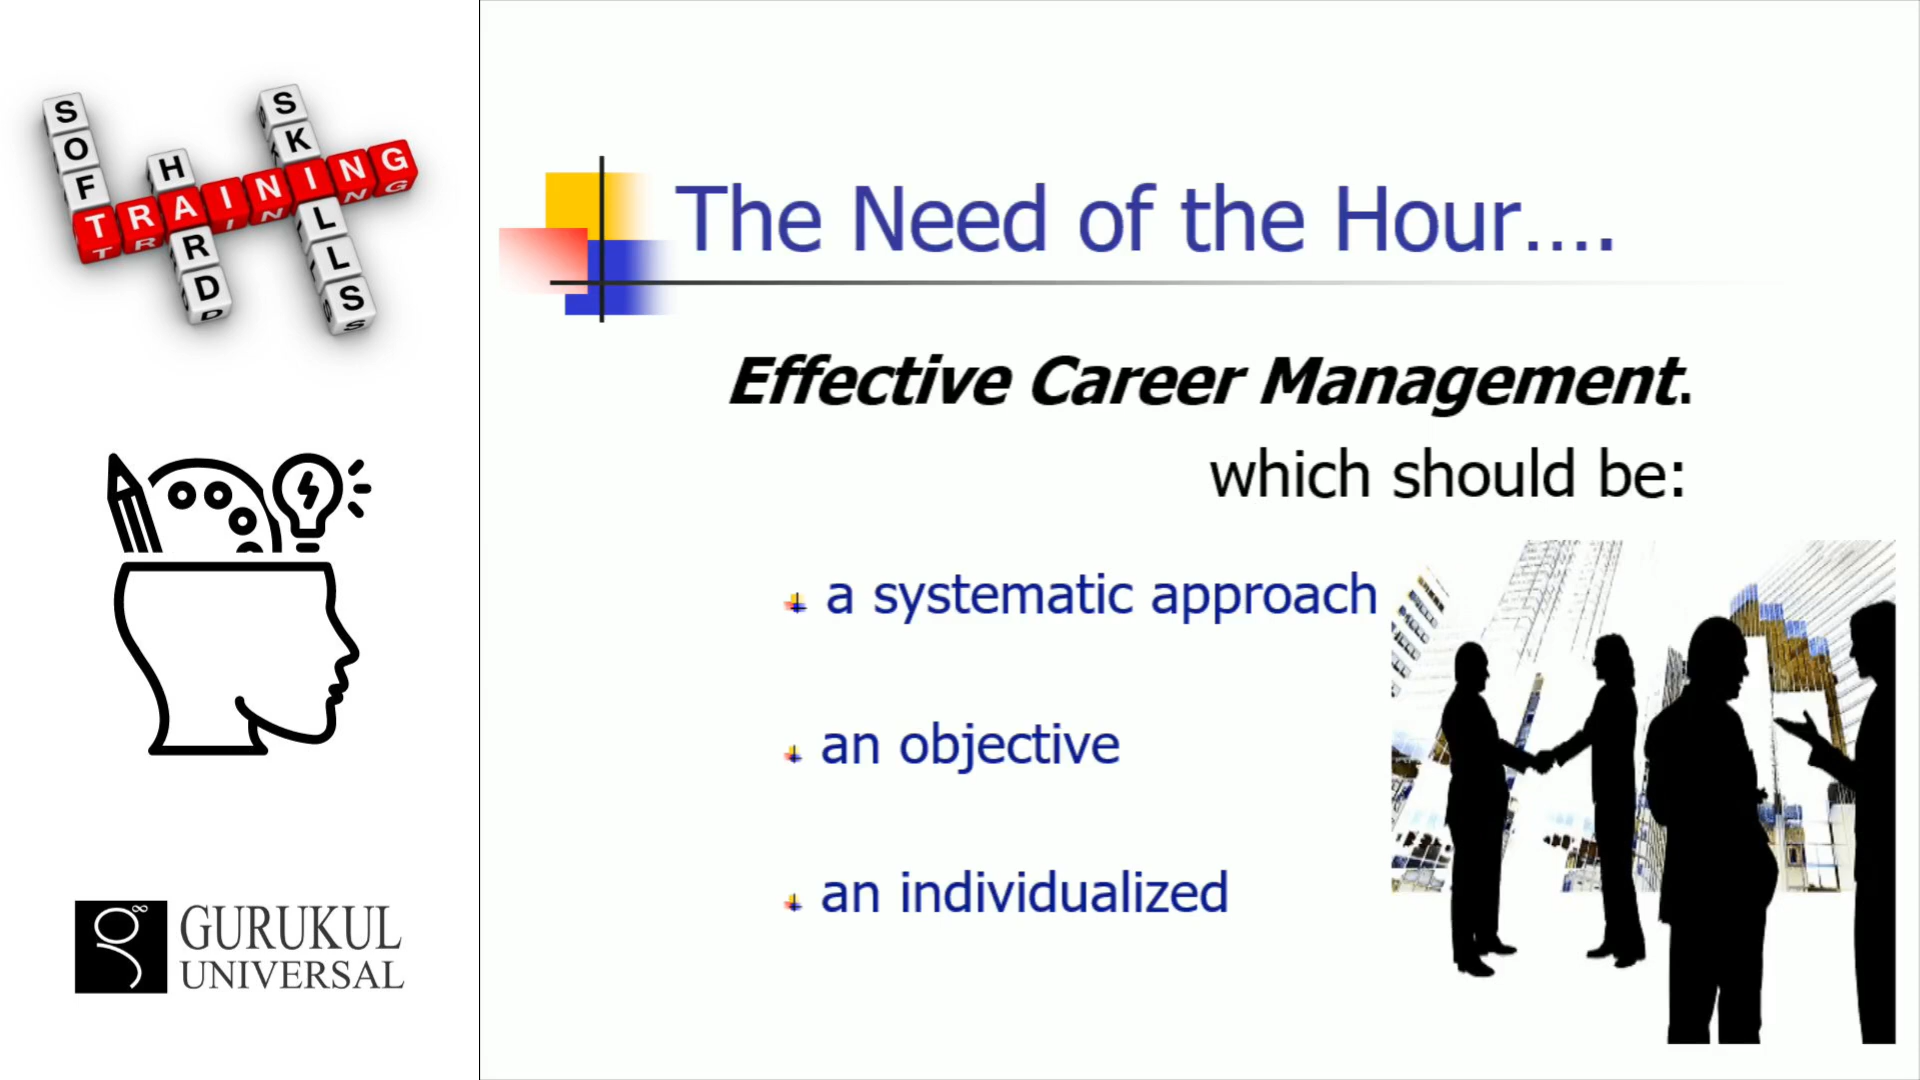 SOFT
HARD
SKILLS
TRAINING
GURUKUL
UNIVERSAL
The Need of the Hour....
Effective Career Management.
which should be:
a systematic approach
an objective
an individualized